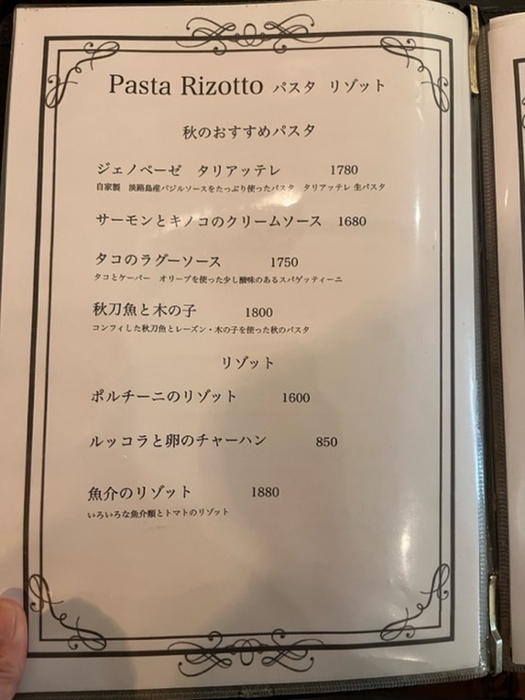 Pasta Rizotto パスタ リゾット
秋のおすすめパスタ
ジェノベーゼ タリアッテレ 1780
自家製 淡路島産バジルソースをたっぷり使ったパスタ タリアッテレ 生パスタ
サーモンとキノコのクリームソース 1680
タコのラグーソース 1750
タコとケーパー オリーブを使った少し酸味のあるスパゲッティーニ
秋刀魚と木の子 1800
コンフィした秋刀魚とレーズン・木の子を使った秋のパスタ
リゾット
ポルチーニのリゾット 1600
ルッコラと卵のチャーハン 850
魚介のリゾット 1880
いろいろな魚介類とトマトのリゾット